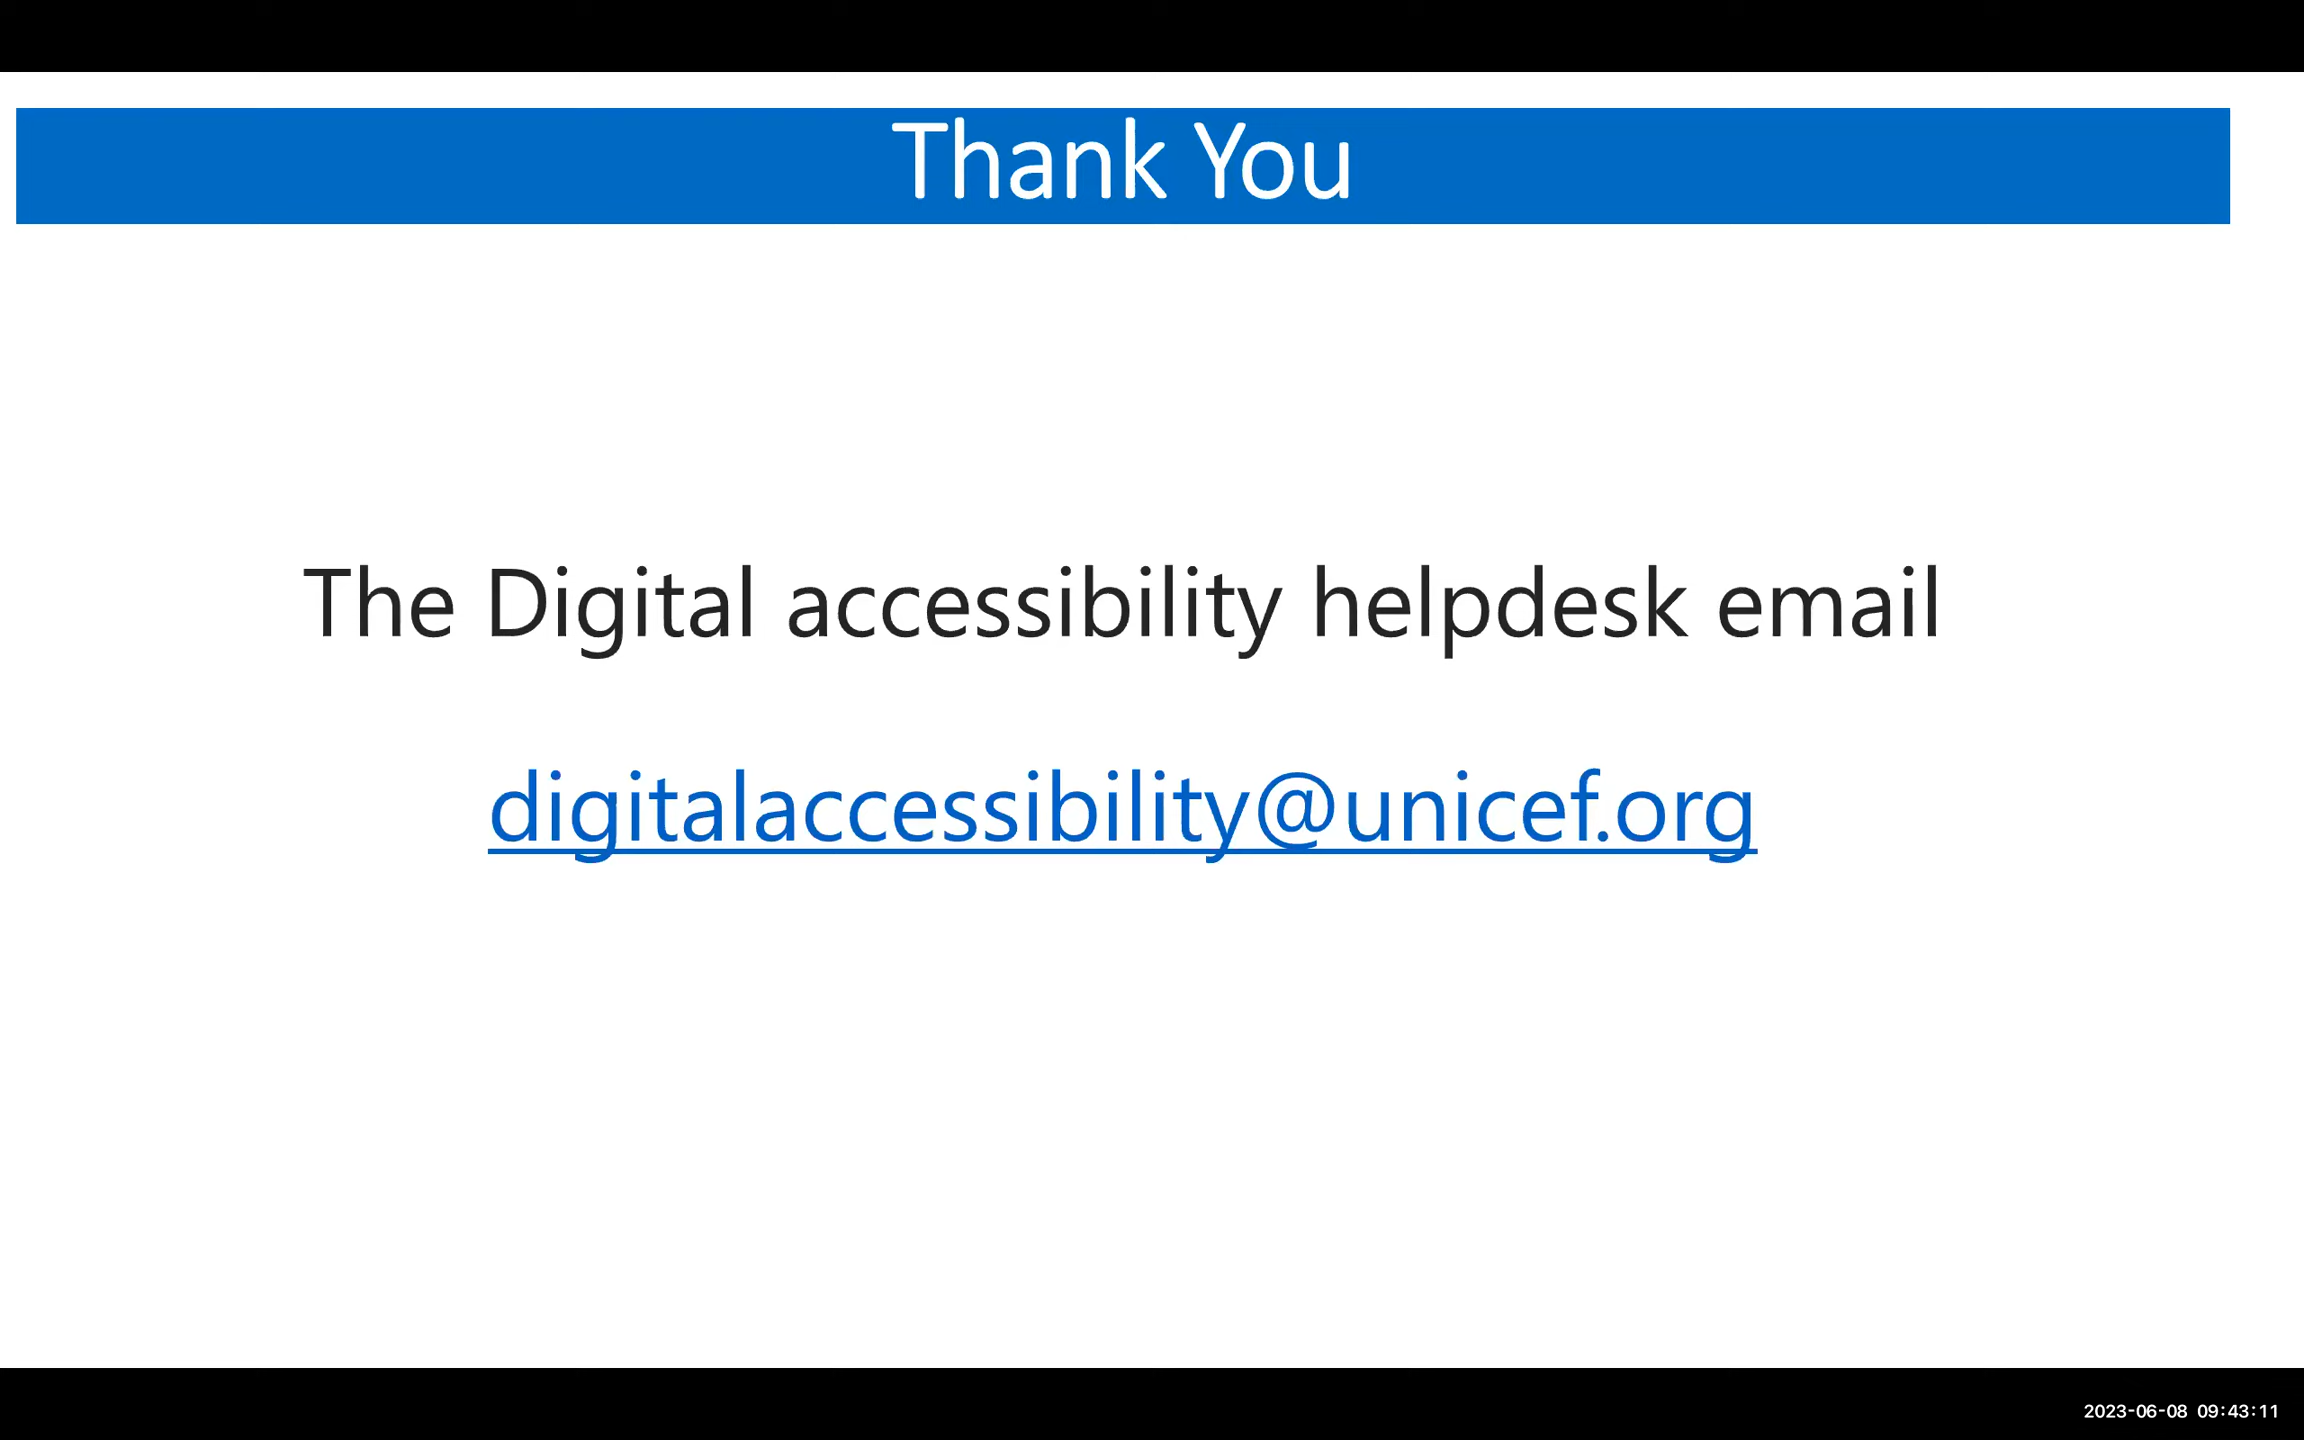 Thank You
The Digital accessibility helpdesk email
digitalaccessibility@unicef.org
2023-06-08 09:43:11